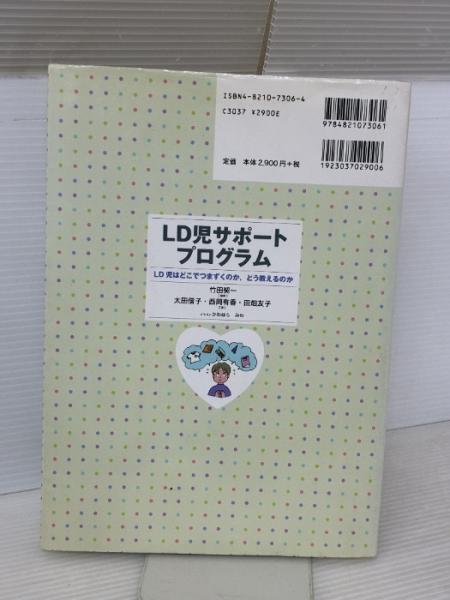 ISBN4-8210-7306-4
C3037 ¥2900E
定価 本体2,900円+税
9784821073061
1923037029006
LD児サポート
プログラム
LD児はどこでつまずくのか、どう教えるのか
竹田契一
太田信子・西岡有香・田畑友子